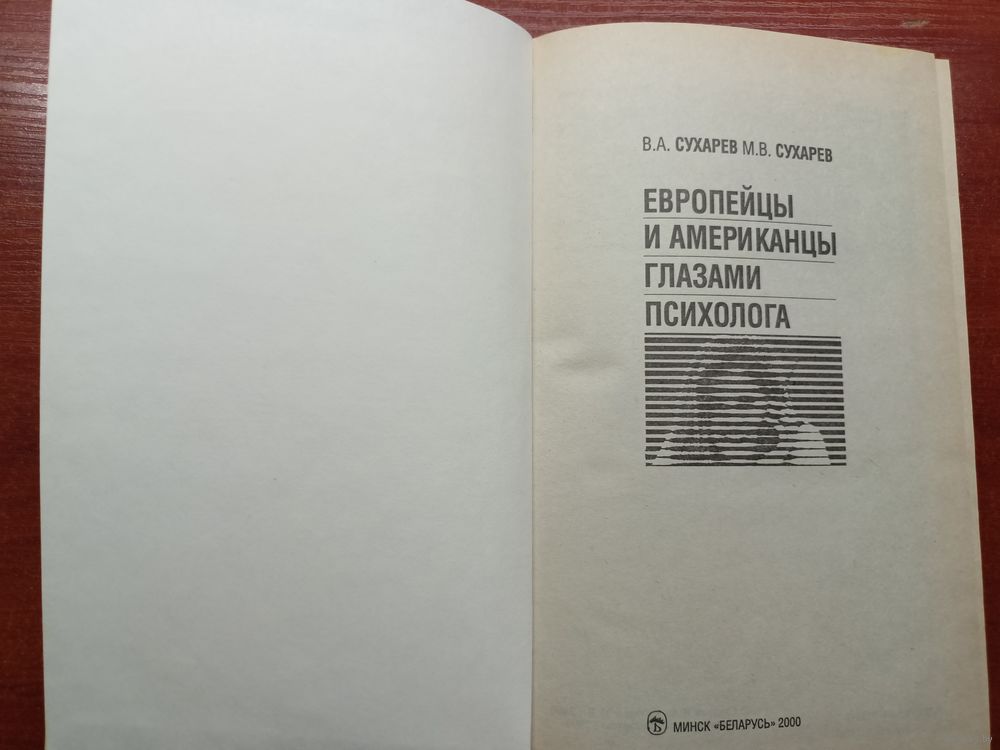 В.А. СУХАРЕВ М.В. СУХАРЕВ
ЕВРОПЕЙЦЫ
И АМЕРИКАНЦЫ
ГЛАЗАМИ
ПСИХОЛОГА
МИНСК «БЕЛАРУСЬ» 2000